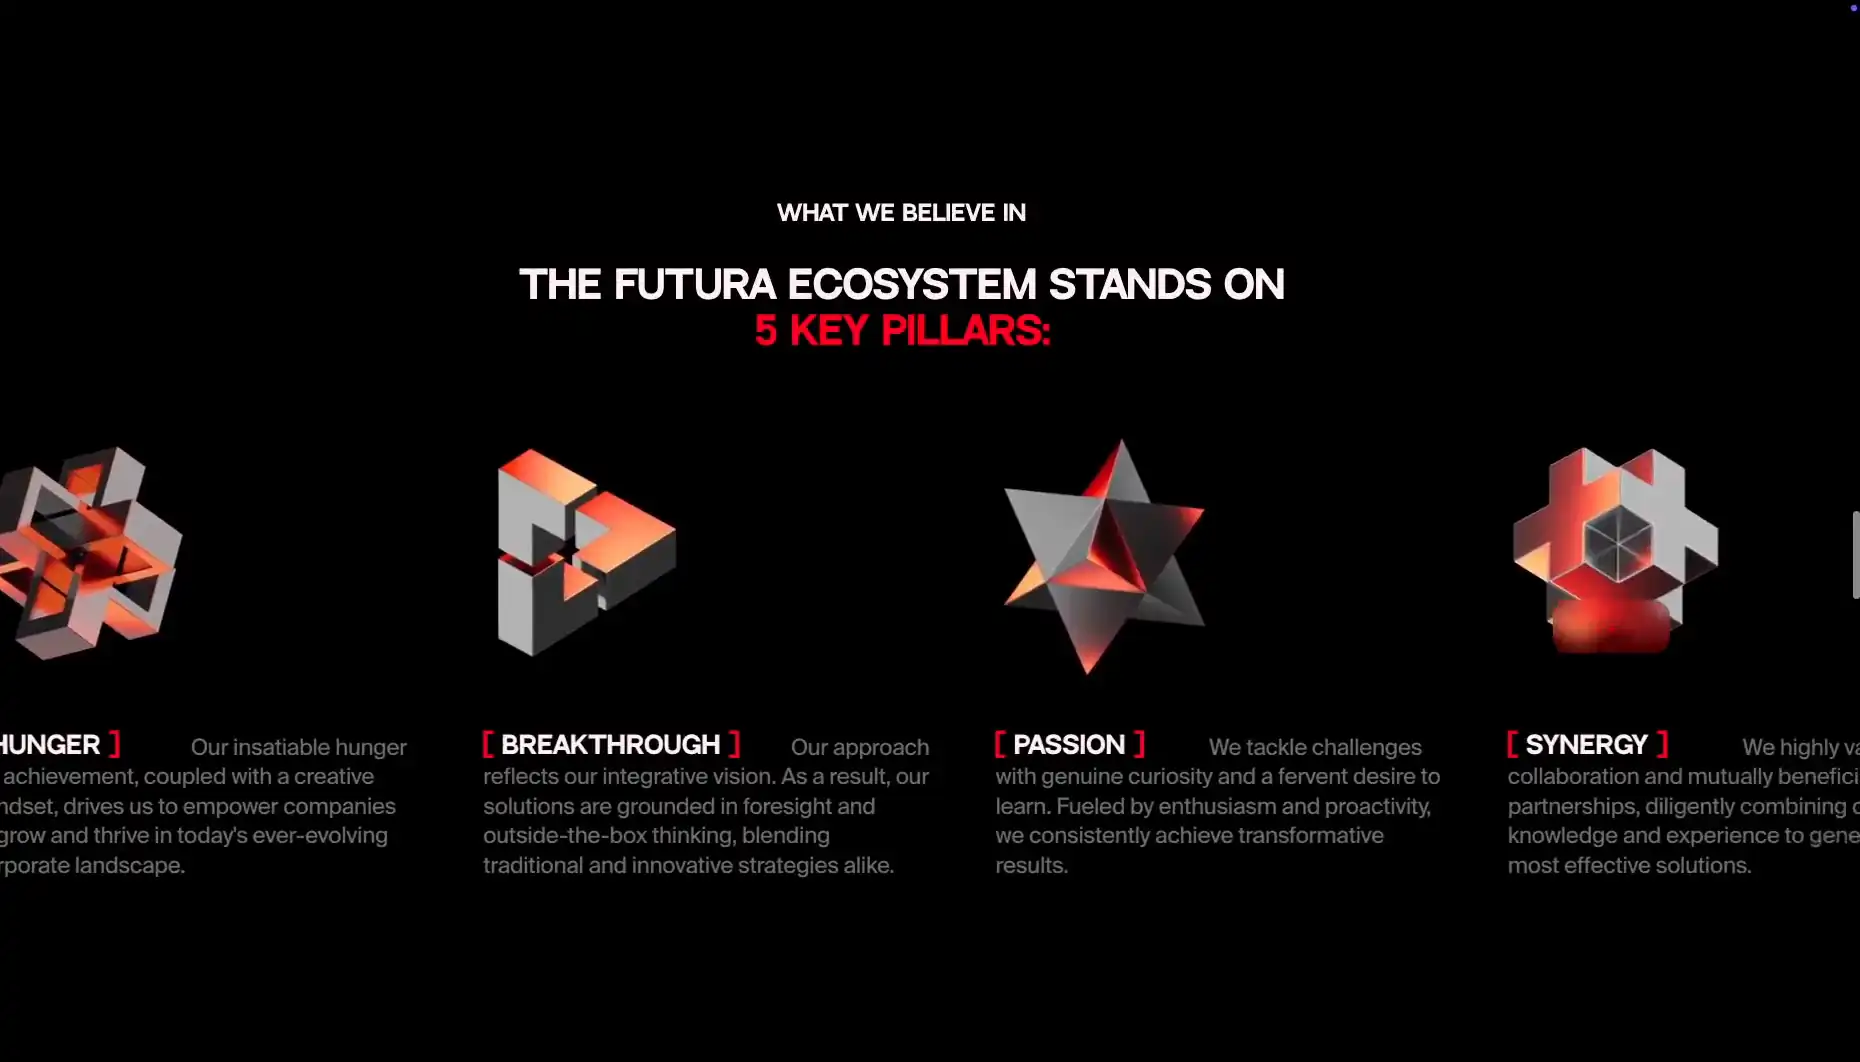 WHAT WE BELIEVE IN
THE FUTURA ECOSYSTEM STANDS ON
5 KEY PILLARS:
HUNGER ] Our insatiable hunger
achievement, coupled with a creative
ndset, drives us to empower companies
grow and thrive in today's ever-evolving
rporate landscape.
[ BREAKTHROUGH ] Our approach
reflects our integrative vision. As a result, our
solutions are grounded in foresight and
outside-the-box thinking, blending
traditional and innovative strategies alike.
[ PASSION ] We tackle challenges
with genuine curiosity and a fervent desire to
learn. Fueled by enthusiasm and proactivity,
we consistently achieve transformative
results.
[ SYNERGY ] We highly va
collaboration and mutually benefici
partnerships, diligently combining
knowledge and experience to gene
most effective solutions.